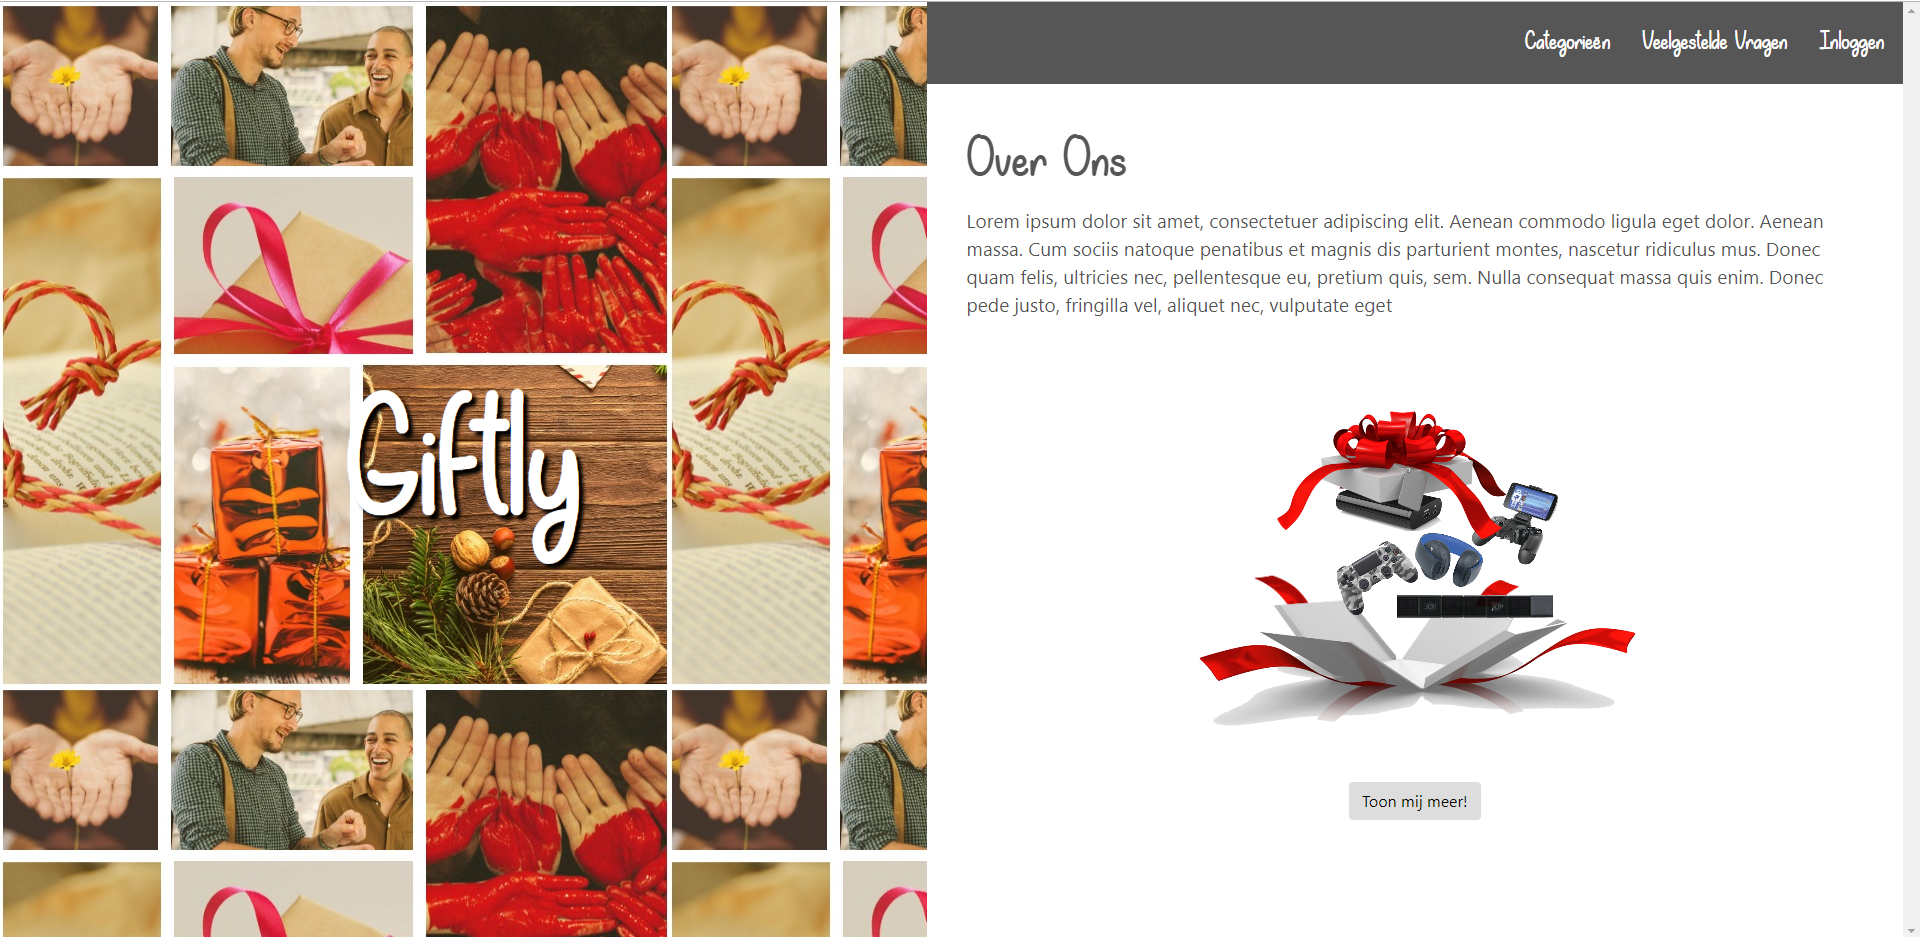 Categorieën Veelgestelde Vragen Inloggen
Giftly
Over Ons
Lorem ipsum dolor sit amet, consectetuer adipiscing elit. Aenean commodo ligula eget dolor. Aenean
massa. Cum sociis natoque penatibus et magnis dis parturient montes, nascetur ridiculus mus. Donec
quam felis, ultricies nec, pellentesque eu, pretium quis, sem. Nulla consequat massa quis enim. Donec
pede justo, fringilla vel, aliquet nec, vulputate eget
Toon mij meer!